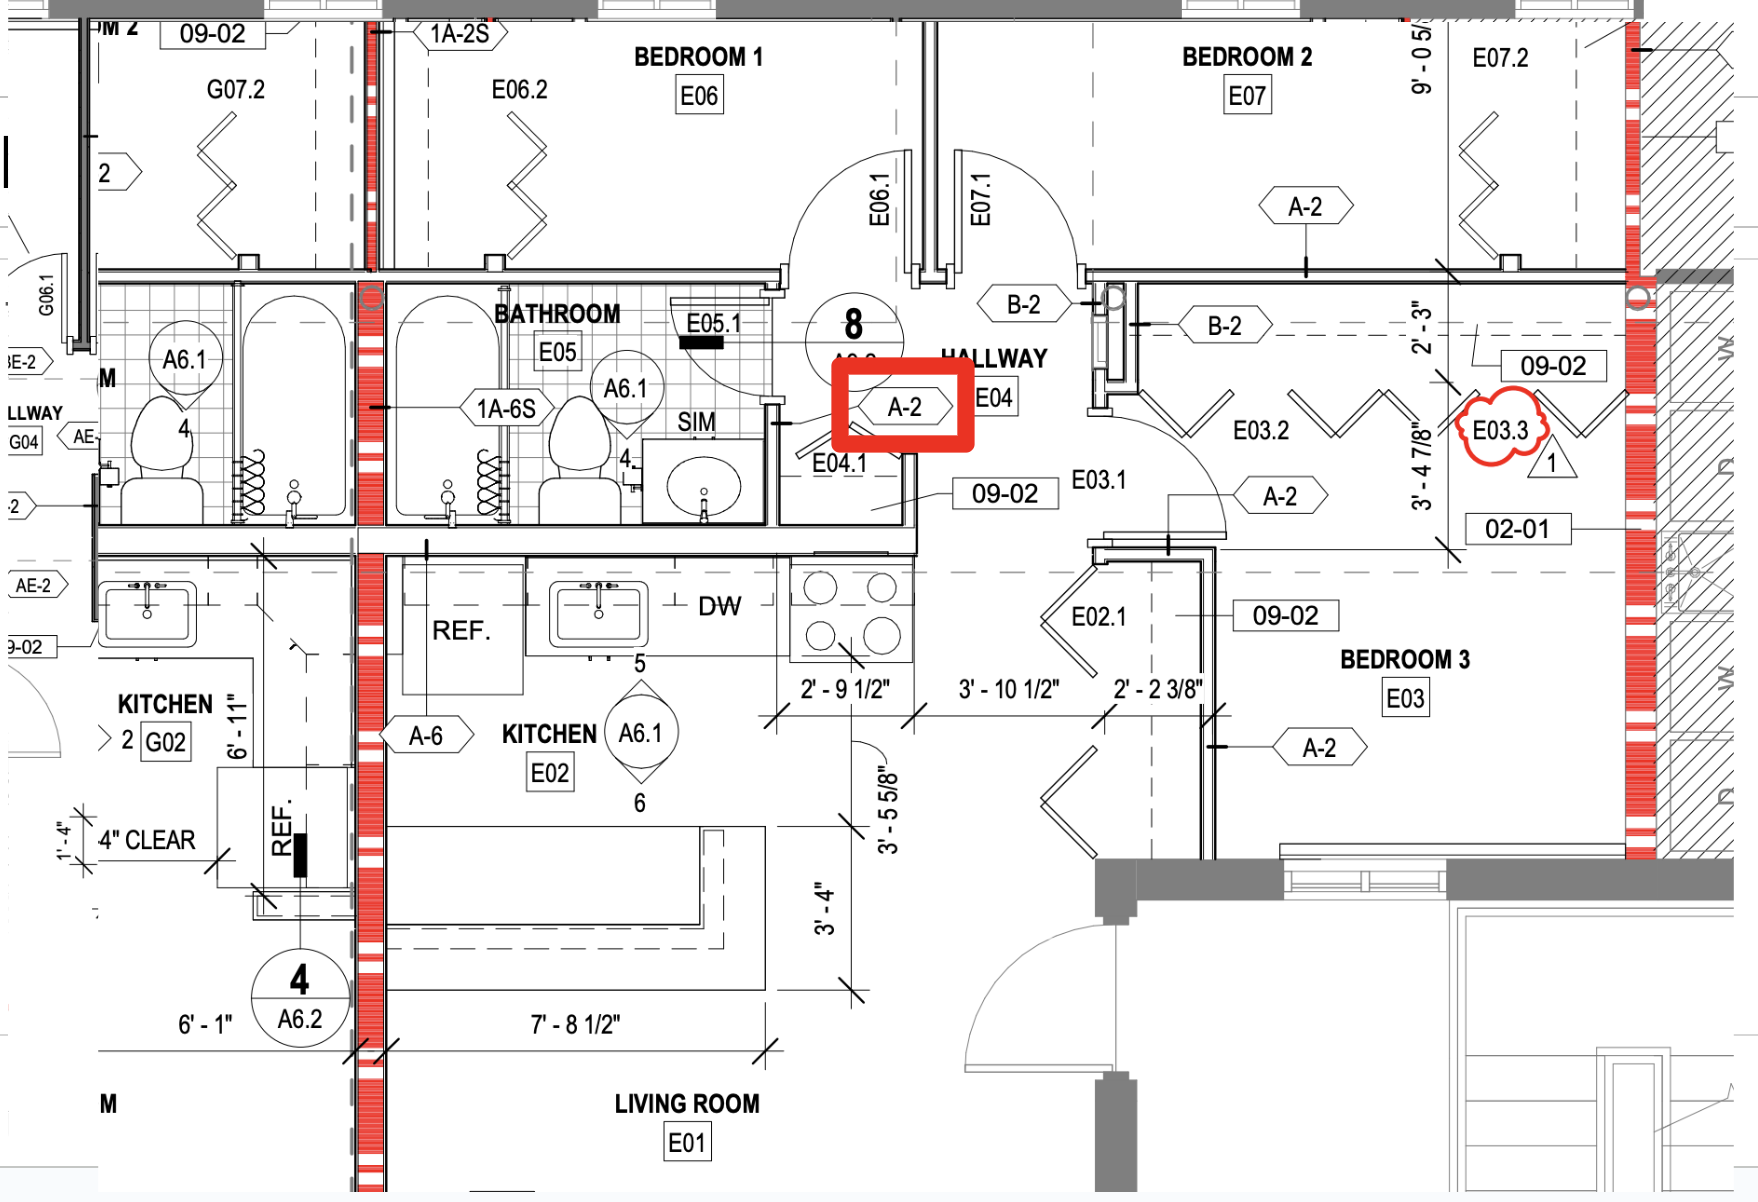 09-02
1A-2S
BEDROOM 1
E06
BEDROOM 2
E07
9' - 0 5/
E07.2
G07.2
E06.2
2
E06.1
E07.1
A-2
G06.1
BATHROOM
E05
E05.1
8
B-2
B-2
2' - 3"
09-02
A6.1
A6.1
HALLWAY
E04
A-2
1A-6S
SIM
4
4
G04
AE-
E04.1
E03.1
E03.2
E03.3
1
3' - 4 7/8"
09-02
A-2
02-01
AE-2
REF.
DW
E02.1
09-02
5
KITCHEN
2
G02
6' - 11"
A-6
KITCHEN
E02
A6.1
6
2' - 9 1/2"
3' - 10 1/2"
2' - 2 3/8"
BEDROOM 3
E03
A-2
3' - 5 5/8"
1' - 4"
4" CLEAR
REF.
3' - 4"
4
A6.2
6' - 1"
7' - 8 1/2"
M
LIVING ROOM
E01